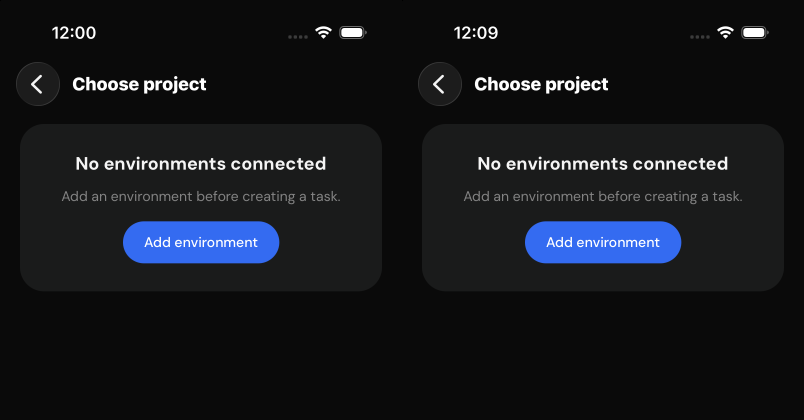 12:00
Choose project
No environments connected
Add an environment before creating a task.
Add environment
12:09
Choose project
No environments connected
Add an environment before creating a task.
Add environment